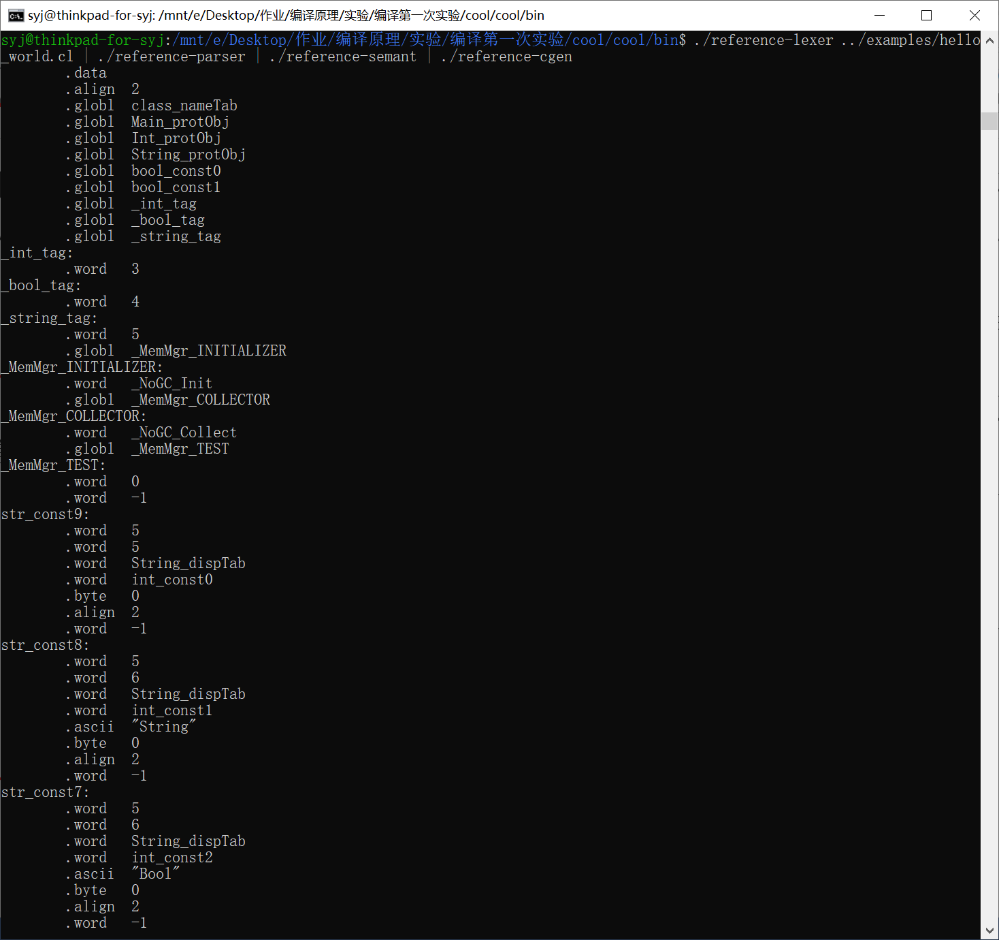 syj@thinkpad-for-syj: /mnt/e/Desktop/作业/编译原理/实验/编译第一次实验/cool/cool/bin
syj@thinkpad-for-syj:/mnt/e/Desktop/作业/编译原理/实验/编译第一次实验/cool/cool/bin$ ./reference-lexer ../examples/hello
_world.cl | ./reference-parser | ./reference-semant | ./reference-cgen
.data
.align 2
.globl class_nameTab
.globl Main_protObj
.globl Int_protObj
.globl String_protObj
.globl bool_const0
.globl bool_const1
.globl _int_tag
.globl _bool_tag
.globl _string_tag
_int_tag:
.word 3
_bool_tag:
.word 4
_string_tag:
.word 5
.globl _MemMgr_INITIALIZER
_MemMgr_INITIALIZER:
.word _NoGC_Init
.globl _MemMgr_COLLECTOR
_MemMgr_COLLECTOR:
.word _NoGC_Collect
.globl _MemMgr_TEST
_MemMgr_TEST:
.word 0
.word -1
str_const9:
.word 5
.word 5
.word String_dispTab
.word int_const0
.byte 0
.align 2
.word -1
str_const8:
.word 5
.word 6
.word String_dispTab
.word int_const1
.ascii "String"
.byte 0
.align 2
.word -1
str_const7:
.word 5
.word 6
.word String_dispTab
.word int_const2
.ascii "Bool"
.byte 0
.align 2
.word -1